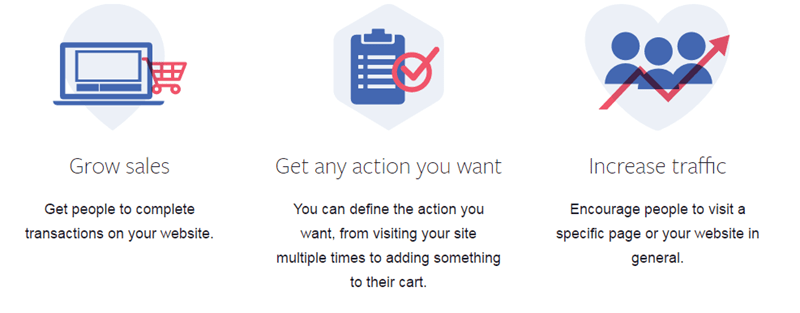 Grow sales
Get people to complete
transactions on your website.
Get any action you want
You can define the action you
want, from visiting your site
multiple times to adding something
to their cart.
Increase traffic
Encourage people to visit a
specific page or your website in
general.